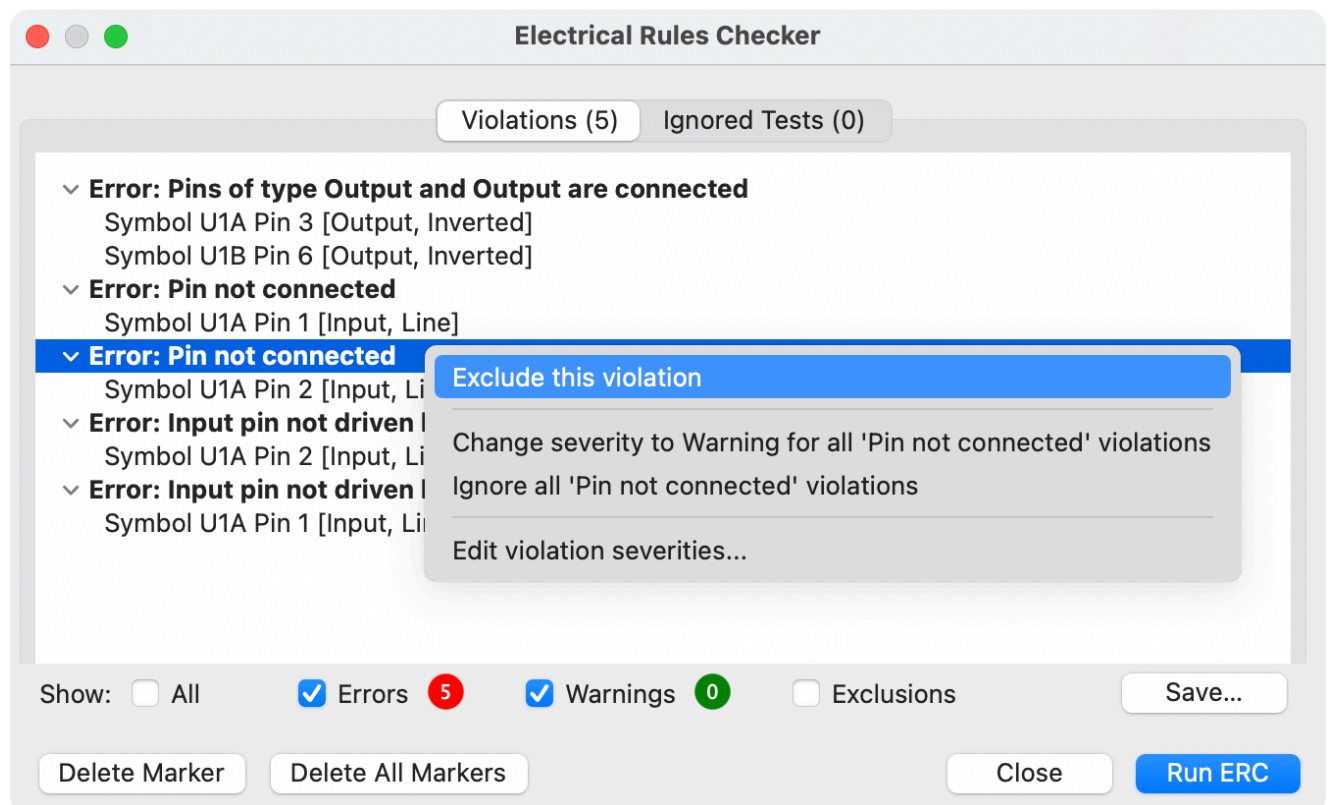 Electrical Rules Checker
Violations (5) Ignored Tests (0)
Error: Pins of type Output and Output are connected
Symbol U1A Pin 3 [Output, Inverted]
Symbol U1B Pin 6 [Output, Inverted]
Error: Pin not connected
Symbol U1A Pin 1 [Input, Line]
Error: Pin not connected
Exclude this violation
Symbol U1A Pin 2 [Input, Li
Error: Input pin not driven
Change severity to Warning for all 'Pin not connected' violations
Symbol U1A Pin 2 [Input, Li
Ignore all 'Pin not connected' violations
Error: Input pin not driven
Symbol U1A Pin 1 [Input, Li
Edit violation severities...
Show: All Errors 5 Warnings 0 Exclusions Save...
Delete Marker Delete All Markers Close Run ERC